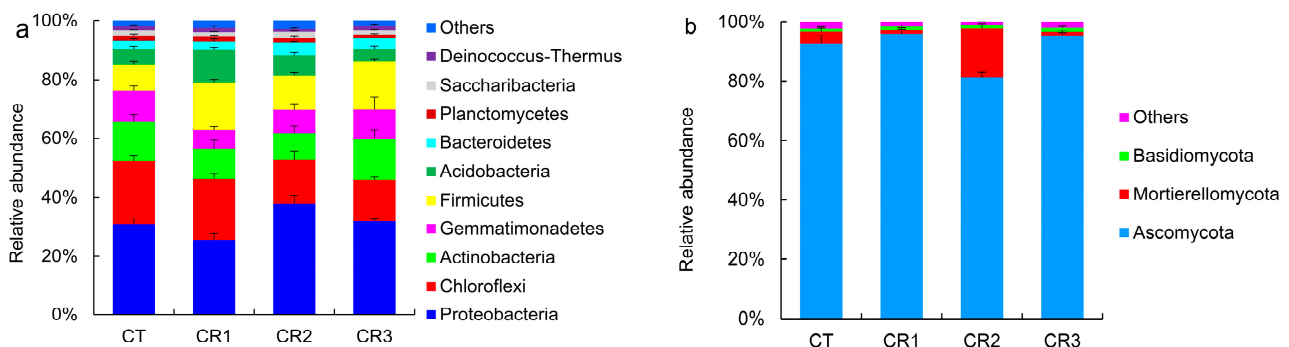 a
Relative abundance
100%
80%
60%
40%
20%
0%
CT
CR1
CR2
CR3
Others
Deinococcus-Thermus
Saccharibacteria
Planctomycetes
Bacteroidetes
Acidobacteria
Firmicutes
Gemmatimonadetes
Actinobacteria
Chloroflexi
Proteobacteria
b
Relative abundance
100%
80%
60%
40%
20%
0%
CT
CR1
CR2
CR3
Others
Basidiomycota
Mortierellomycota
Ascomycota